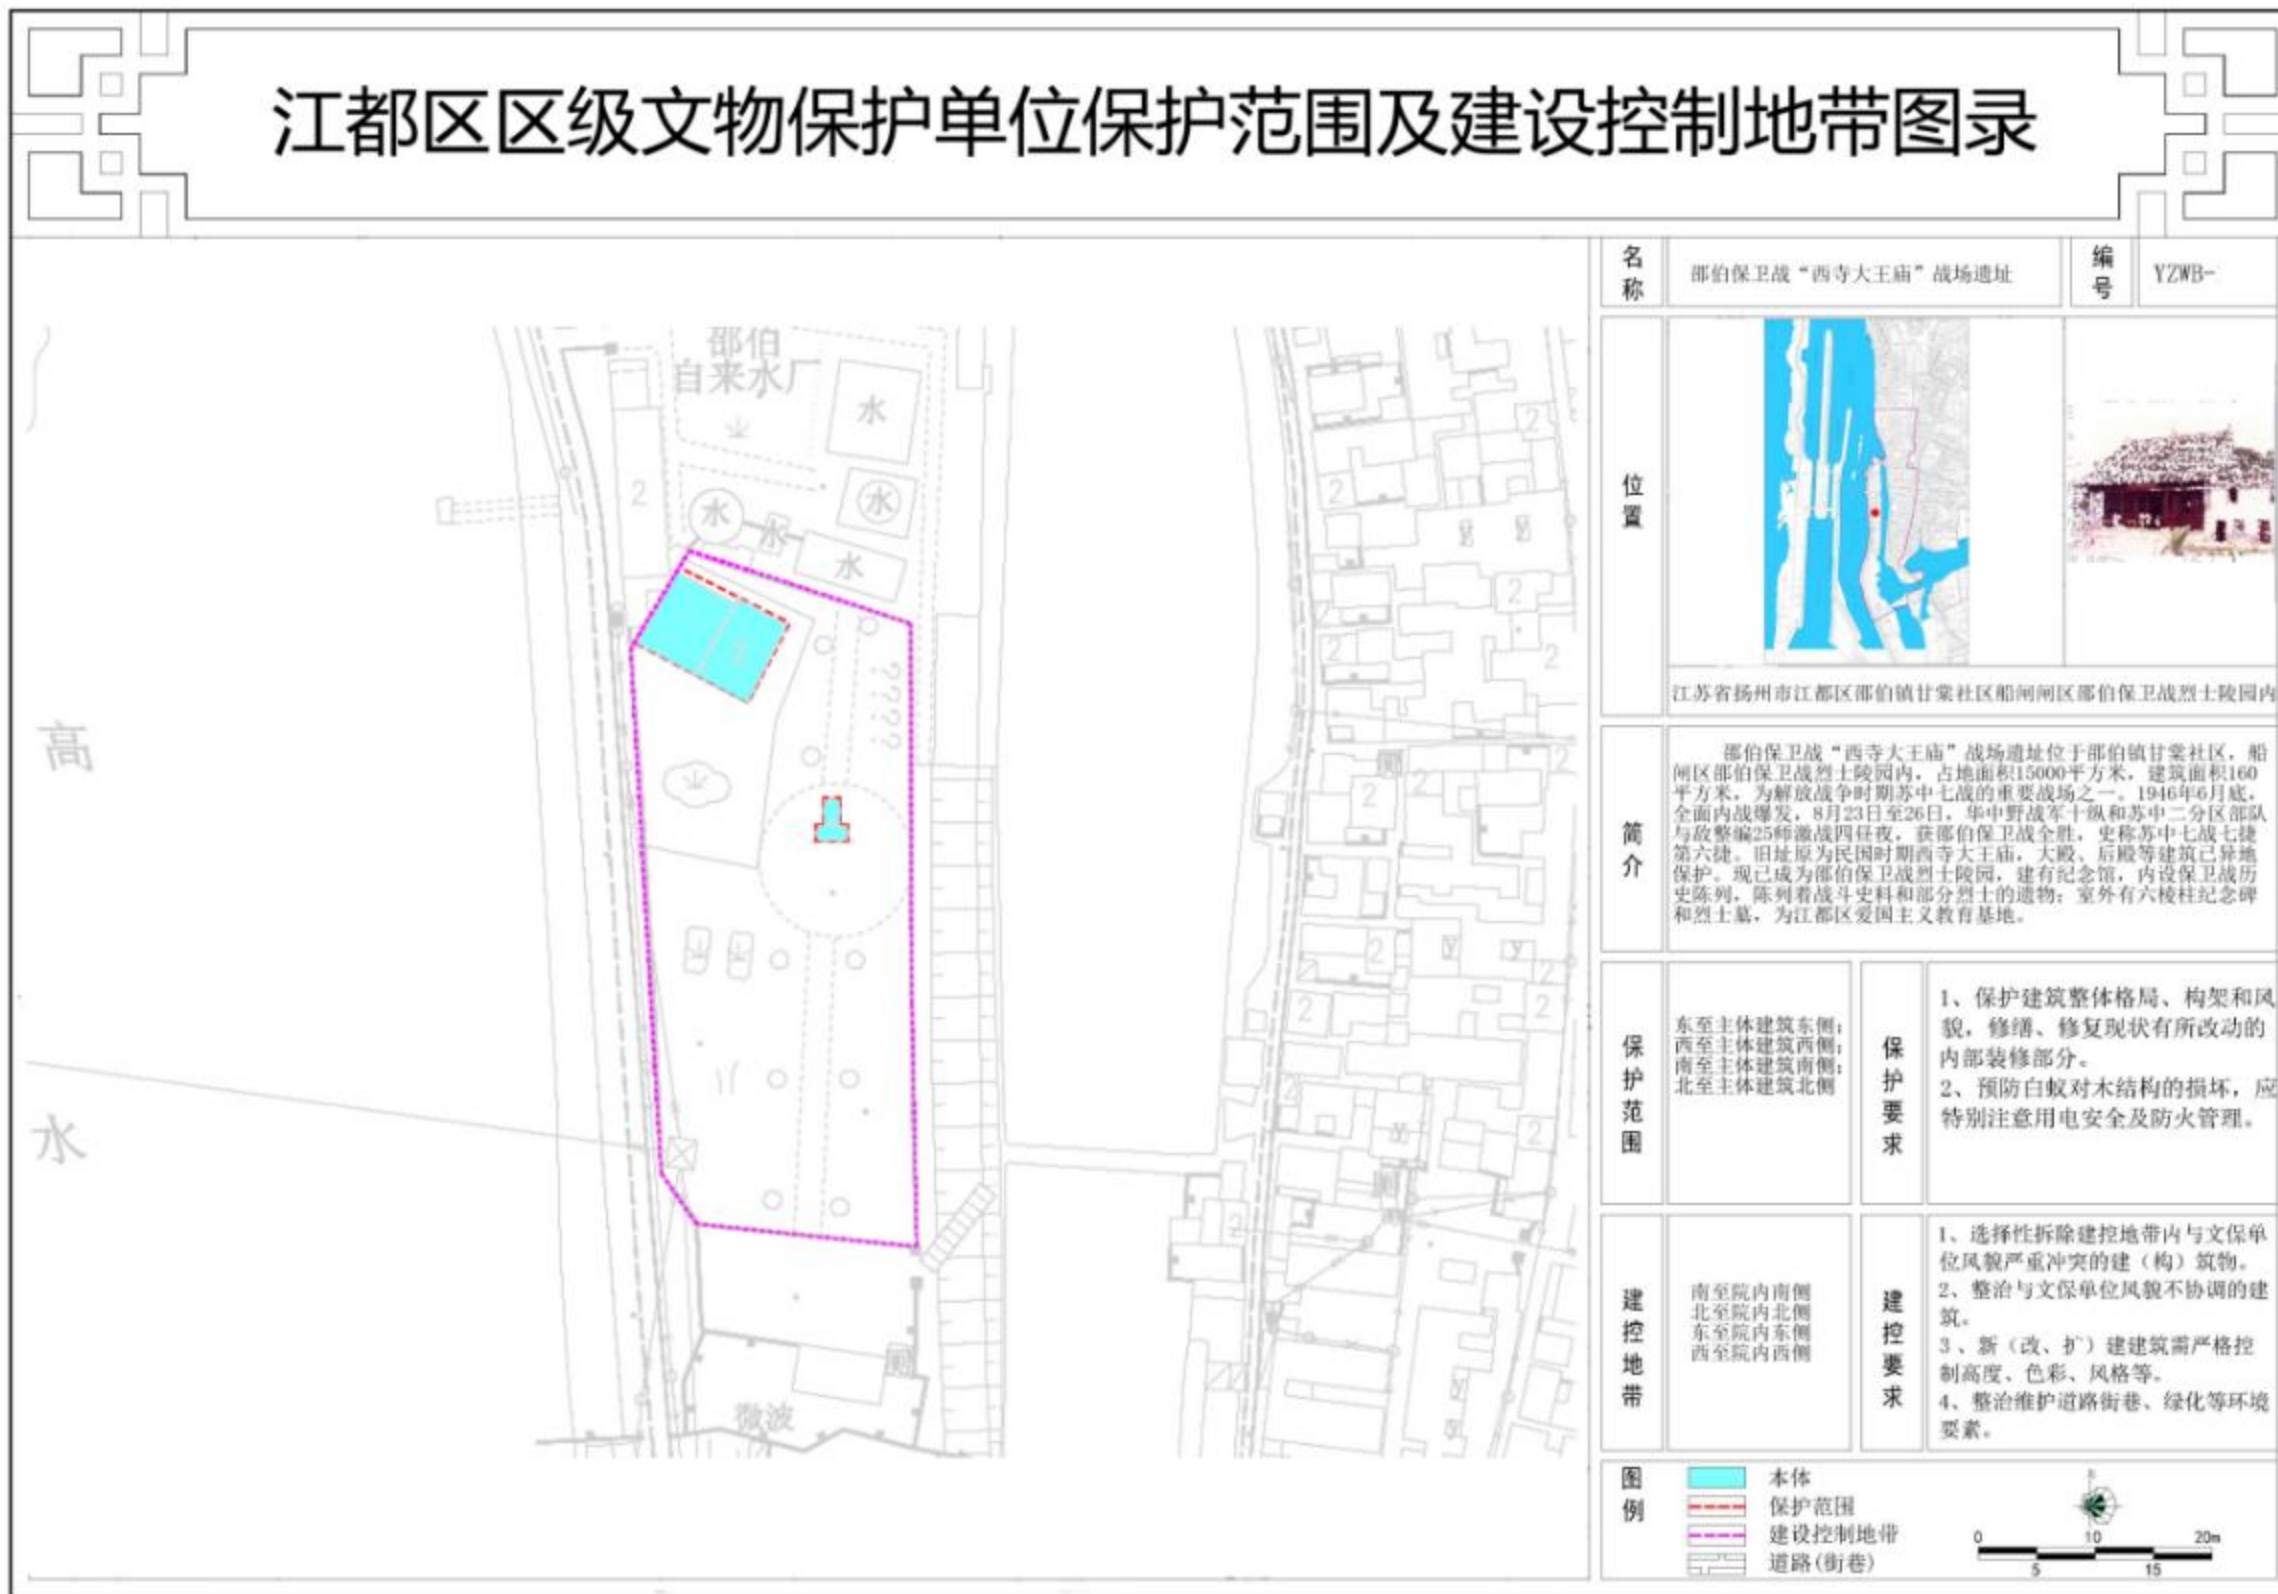 江都区区级文物保护单位保护范围及建设控制地带图录
名称
邵伯保卫战“西寺大王庙”战场遗址
编号
YZWB-
位置
江苏省扬州市江都区邵伯镇甘棠社区船闸闸区邵伯保卫战烈士陵园内
简介
邵伯保卫战“西寺大王庙”战场遗址位于邵伯镇甘棠社区，船
闸区邵伯保卫战烈士陵园内，占地面积15000平方米，建筑面积160
平方米。为解放战争时期苏中七战的重要战场之一。1946年6月底，
全面内战爆发，8月23日至26日，华中野战军十纵和苏中二分区部队
与敌整编25师激战四昼夜，获邵伯保卫战全胜，史称苏中七战七捷
第六捷。旧址原为民国时期西寺大王庙，大殿、后殿等建筑已异地
保护。现已成为邵伯保卫战烈士陵园，建有纪念馆，内设保卫战历
史陈列，陈列着战斗史料和部分烈士的遗物；室外有六棱柱纪念碑
和烈士墓，为江都区爱国主义教育基地。
保护范围
东至主体建筑东侧；
西至主体建筑西侧；
南至主体建筑南侧；
北至主体建筑北侧
保护要求
1、保护建筑整体格局、构架和风
貌，修缮、修复现状有所改动的
内部装修部分。
2、预防白蚁对木结构的损坏，应
特别注意用电安全及防火管理。
建控地带
南至院内南侧
北至院内北侧
东至院内东侧
西至院内西侧
建控要求
1、选择性拆除建控地带内与文保单
位风貌严重冲突的建（构）筑物。
2、整治与文保单位风貌不协调的建
筑。
3、新（改、扩）建建筑需严格控
制高度、色彩、风格等。
4、整治维护道路街巷、绿化等环境
要素。
图例
本体
保护范围
建设控制地带
道路(街巷)
0 10 20m
5 15
邵伯
自来水厂
水
水
水
水
水
2
????
高
水
微波
厕